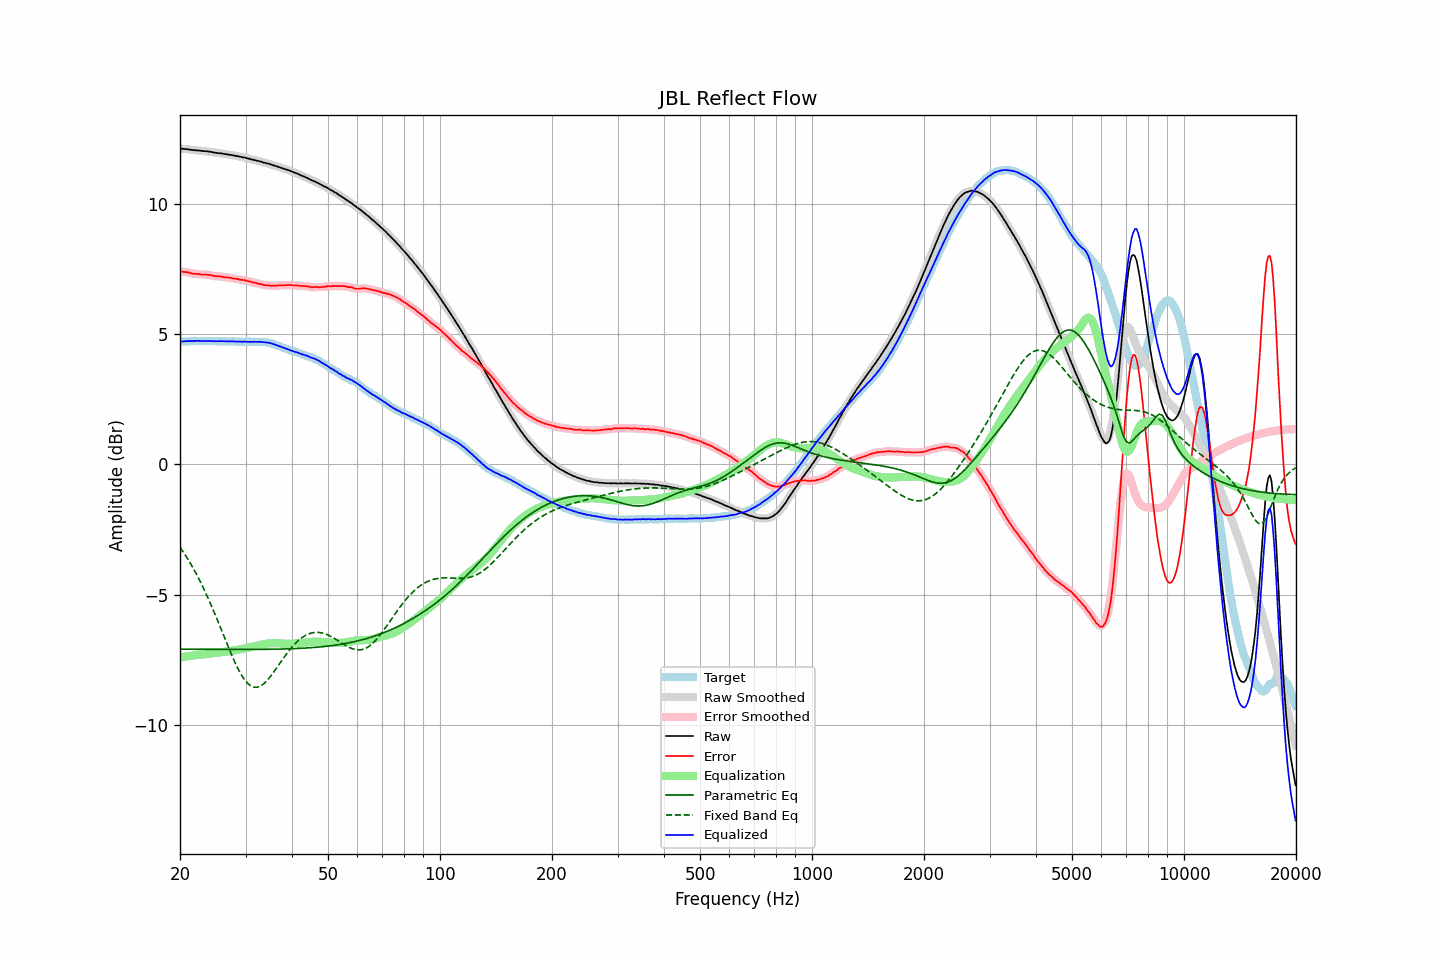 JBL Reflect Flow
Amplitude (dBr)
10
5
0
−5
−10
20
50
100
200
500
1000
2000
5000
10000
20000
Frequency (Hz)
Target
Raw Smoothed
Error Smoothed
Raw
Error
Equalization
Parametric Eq
Fixed Band Eq
Equalized